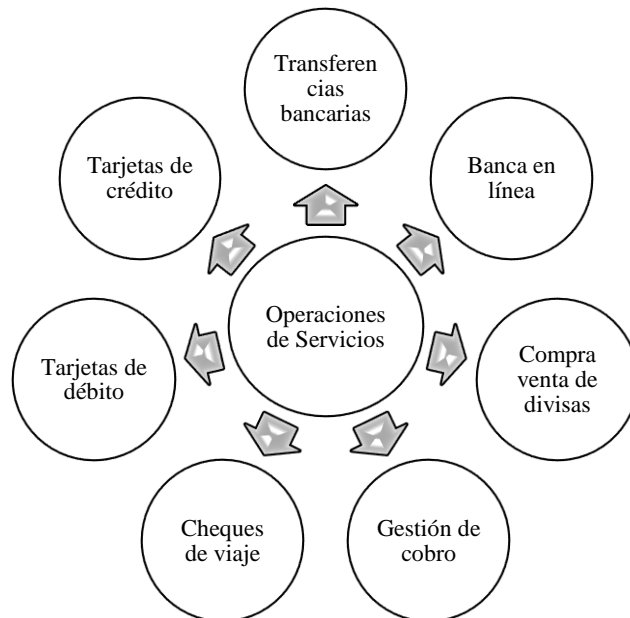 Transferen
cias
bancarias
Tarjetas de
crédito
Banca en
línea
Operaciones
de Servicios
Tarjetas de
débito
Compra
venta de
divisas
Cheques
de viaje
Gestión de
cobro